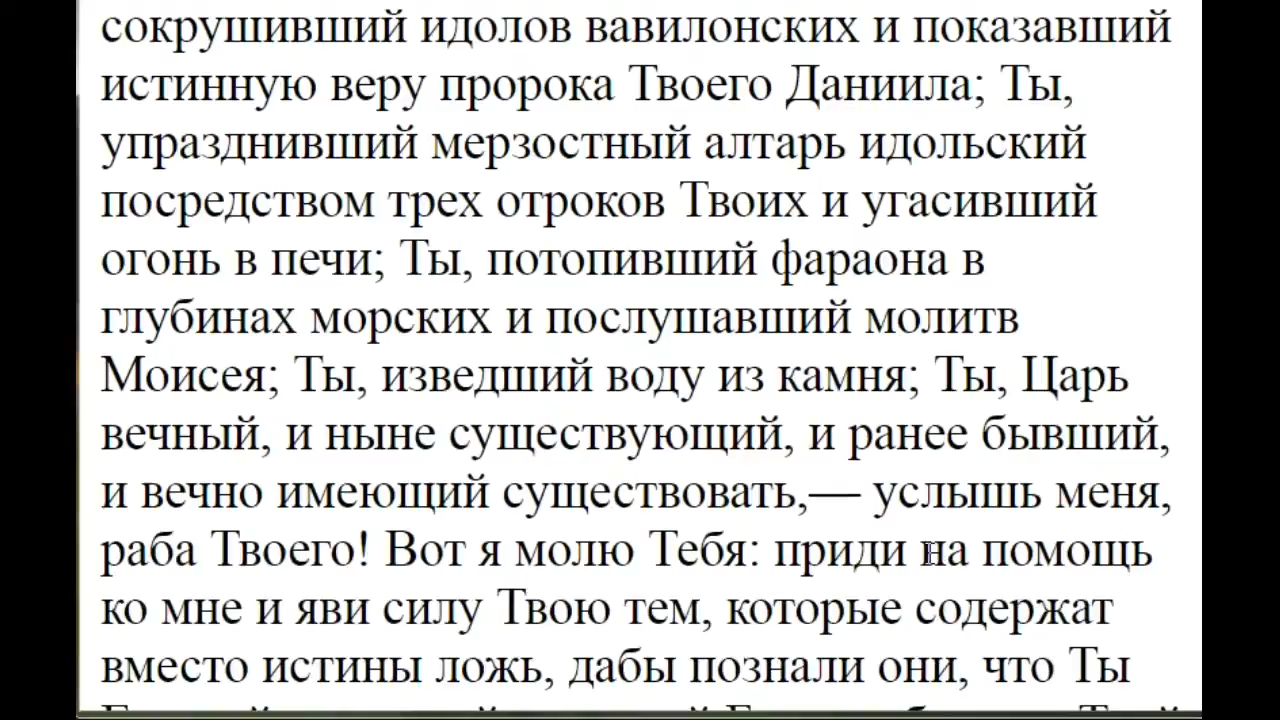 сокрушивший идолов вавилонских и показавший
истинную веру пророка Твоего Даниила; Ты,
упразднивший мерзостный алтарь идольский
посредством трех отроков Твоих и угасивший
огонь в печи; Ты, потопивший фараона в
глубинах морских и послушавший молитв
Моисея; Ты, изведший воду из камня; Ты, Царь
вечный, и ныне существующий, и ранее бывший,
и вечно имеющий существовать,— услышь меня,
раба Твоего! Вот я молю Тебя: приди на помощь
ко мне и яви силу Твою тем, которые содержат
вместо истины ложь, дабы познали они, что Ты